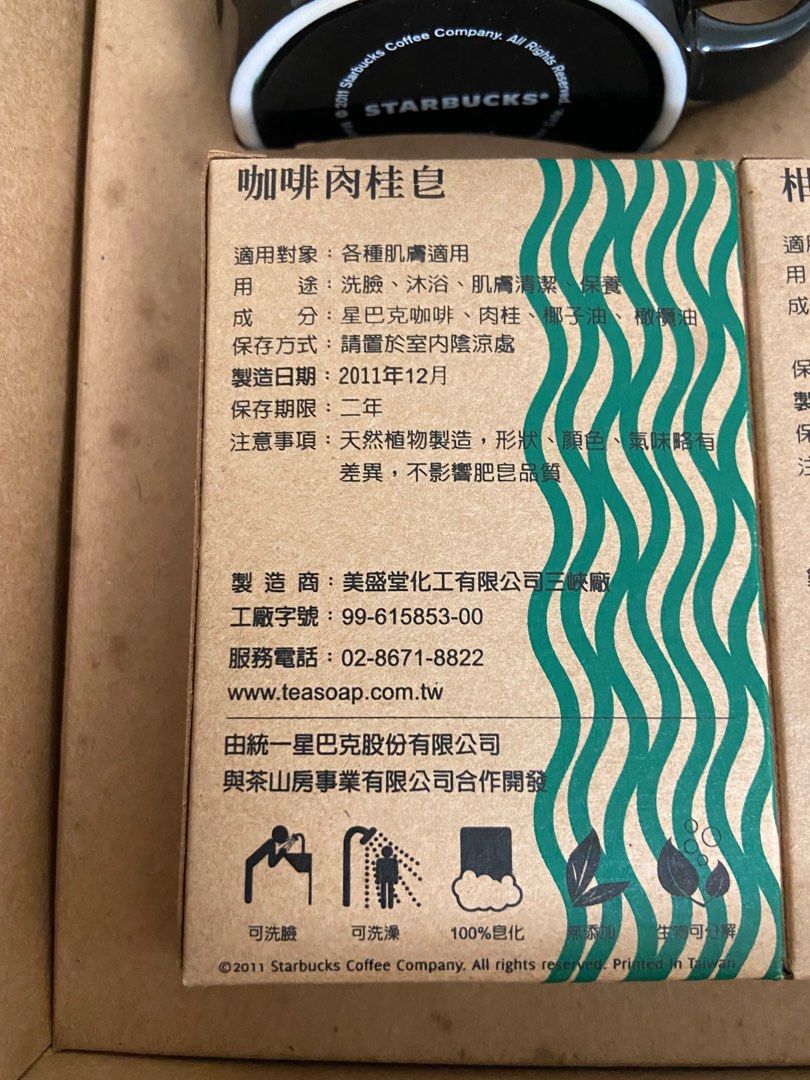 © 2011 Starbucks Coffee Company. All Rights Reserved.
STARBUCKS®
咖啡肉桂皂
適用對象：各種肌膚適用
用 途：洗臉、沐浴、肌膚清潔、保養
成 分：星巴克咖啡、肉桂、椰子油、橄欖油
保存方式：請置於室內陰涼處
製造日期：2011年12月
保存期限：二年
注意事項：天然植物製造，形狀、顏色、氣味略有
差異，不影響肥皂品質
製 造 商：美盛堂化工有限公司三峽廠
工廠字號：99-615853-00
服務電話：02-8671-8822
www.teasoap.com.tw
由統一星巴克股份有限公司
與茶山房事業有限公司合作開發
可洗臉 可洗澡 100%皂化 無添加 生物可分解
©2011 Starbucks Coffee Company. All rights reserved. Printed In Taiwan
柑
適
用
成
保
製
保
注